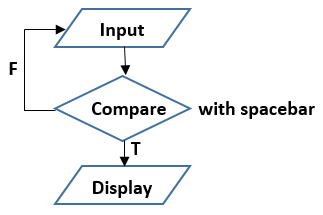 Input
F
Compare with spacebar
T
Display